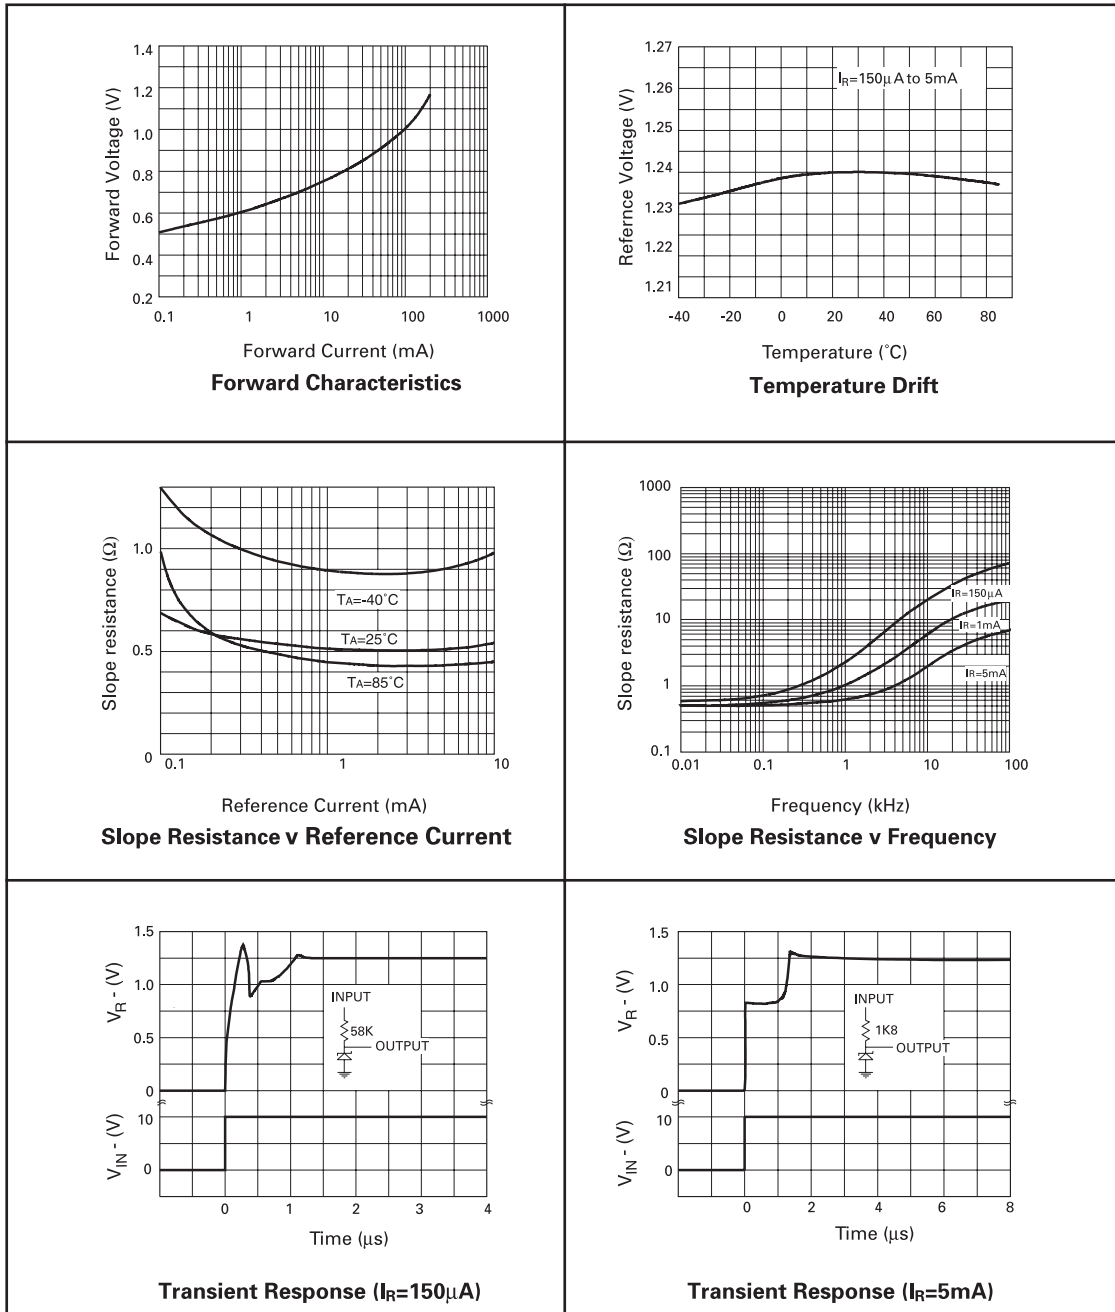 1.4
1.2
1.0
0.8
0.6
0.4
0.2
Forward Voltage (V)
0.1 1 10 100 1000
Forward Current (mA)
Forward Characteristics
1.27
1.26
1.25
1.24
1.23
1.22
1.21
Refernce Voltage (V)
IR=150μA to 5mA
-40 -20 0 20 40 60 80
Temperature (°C)
Temperature Drift
1.0
0.5
0
Slope resistance (Ω)
TA=-40°C
TA=25°C
TA=85°C
0.1 1 10
Reference Current (mA)
Slope Resistance v Reference Current
1000
100
10
1
0.1
Slope resistance (Ω)
IR=150μA
IR=1mA
IR=5mA
0.01 0.1 1 10 100
Frequency (kHz)
Slope Resistance v Frequency
1.5
1.0
0.5
0
VR - (V)
INPUT
58K
OUTPUT
10
0
VIN - (V)
0 1 2 3 4
Time (μs)
Transient Response (IR=150μA)
1.5
1.0
0.5
0
VR - (V)
INPUT
1K8
OUTPUT
10
0
VIN - (V)
0 2 4 6 8
Time (μs)
Transient Response (IR=5mA)